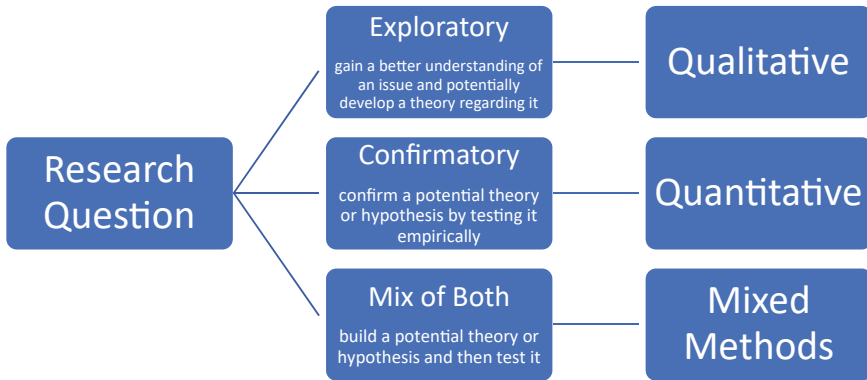 Research
Question
Exploratory
gain a better understanding of
an issue and potentially
develop a theory regarding it
Qualitative
Confirmatory
confirm a potential theory
or hypothesis by testing it
empirically
Quantitative
Mix of Both
build a potential theory or
hypothesis and then test it
Mixed
Methods